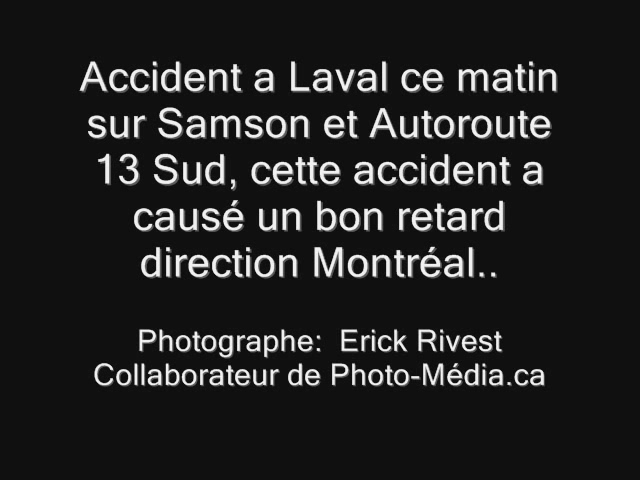 Accident a Laval ce matin
sur Samson et Autoroute
13 Sud, cette accident a
causé un bon retard
direction Montréal..
Photographe: Erick Rivest
Collaborateur de Photo-Média.ca